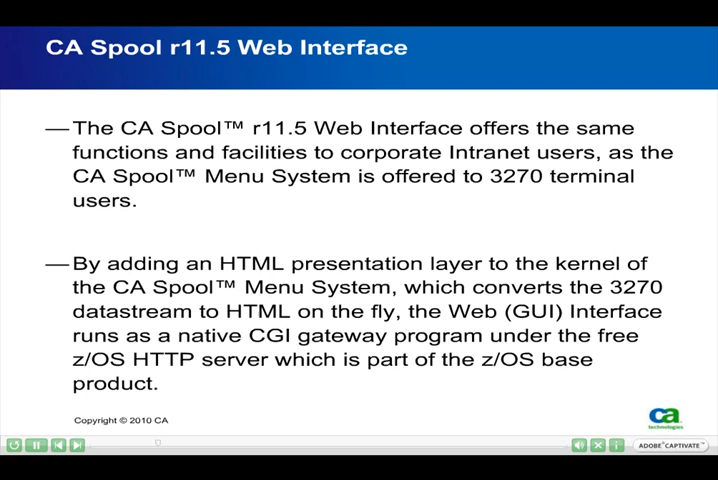 CA Spool r11.5 Web Interface
—The CA Spool™ r11.5 Web Interface offers the same
functions and facilities to corporate Intranet users, as the
CA Spool™ Menu System is offered to 3270 terminal
users.
—By adding an HTML presentation layer to the kernel of
the CA Spool™ Menu System, which converts the 3270
datastream to HTML on the fly, the Web (GUI) Interface
runs as a native CGI gateway program under the free
z/OS HTTP server which is part of the z/OS base
product.
Copyright © 2010 CA
ca
technologies
ADOBE® CAPTIVATE™